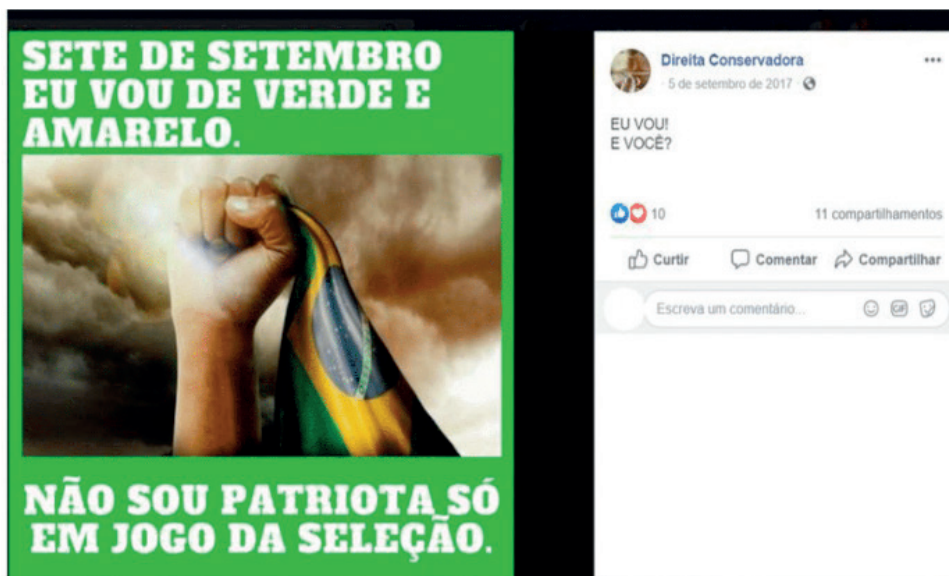 SETE DE SETEMBRO
EU VOU DE VERDE E
AMARELO.
NÃO SOU PATRIOTA SÓ
EM JOGO DA SELEÇÃO.
Direita Conservadora
5 de setembro de 2017
EU VOU!
E VOCÊ?
10
11 compartilhamentos
Curtir
Comentar
Compartilhar
Escreva um comentário...
GIF